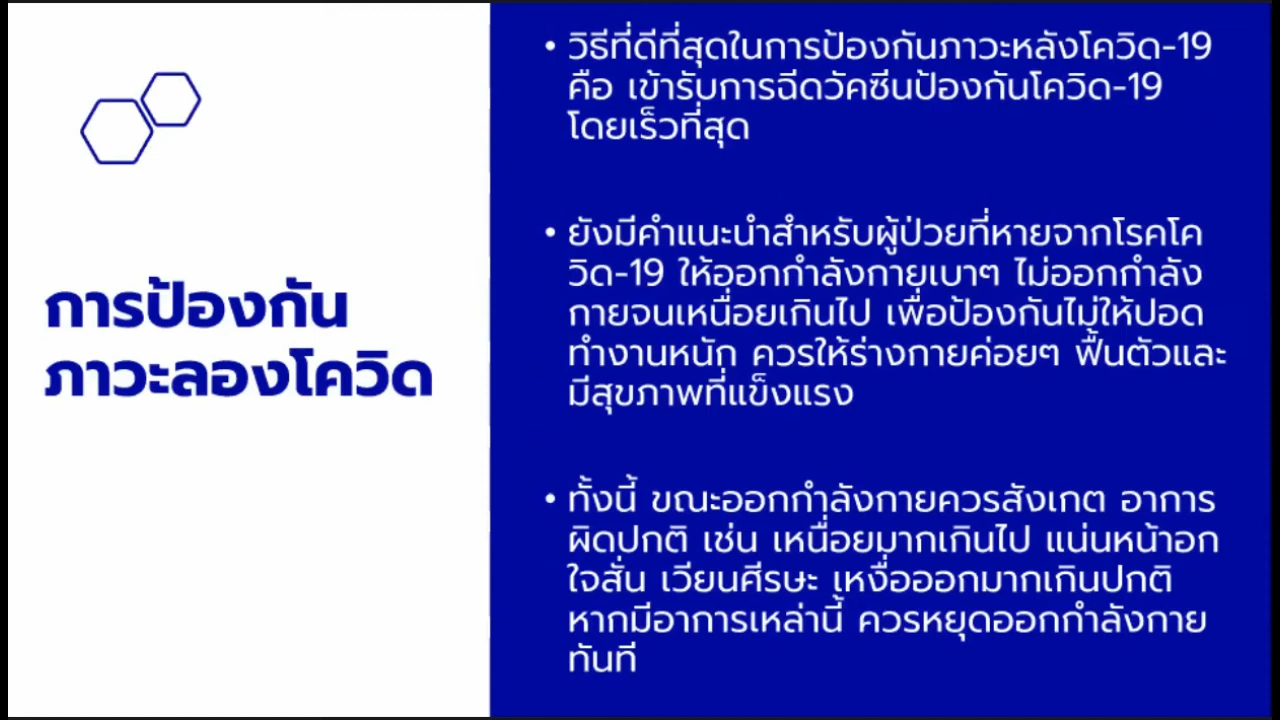 การป้องกัน
ภาวะลองโควิด
• วิธีที่ดีที่สุดในการป้องกันภาวะหลังโควิด-19
คือ เข้ารับการฉีดวัคซีนป้องกันโควิด-19
โดยเร็วที่สุด
• ยังมีคำแนะนำสำหรับผู้ป่วยที่หายจากโรคโค
วิด-19 ให้ออกกำลังกายเบาๆ ไม่ออกกำลัง
กายจนเหนื่อยเกินไป เพื่อป้องกันไม่ให้ปอด
ทำงานหนัก ควรให้ร่างกายค่อยๆ ฟื้นตัวและ
มีสุขภาพที่แข็งแรง
• ทั้งนี้ ขณะออกกำลังกายควรสังเกต อาการ
ผิดปกติ เช่น เหนื่อยมากเกินไป แน่นหน้าอก
ใจสั่น เวียนศีรษะ เหงื่อออกมากเกินปกติ
หากมีอาการเหล่านี้ ควรหยุดออกกำลังกาย
ทันที